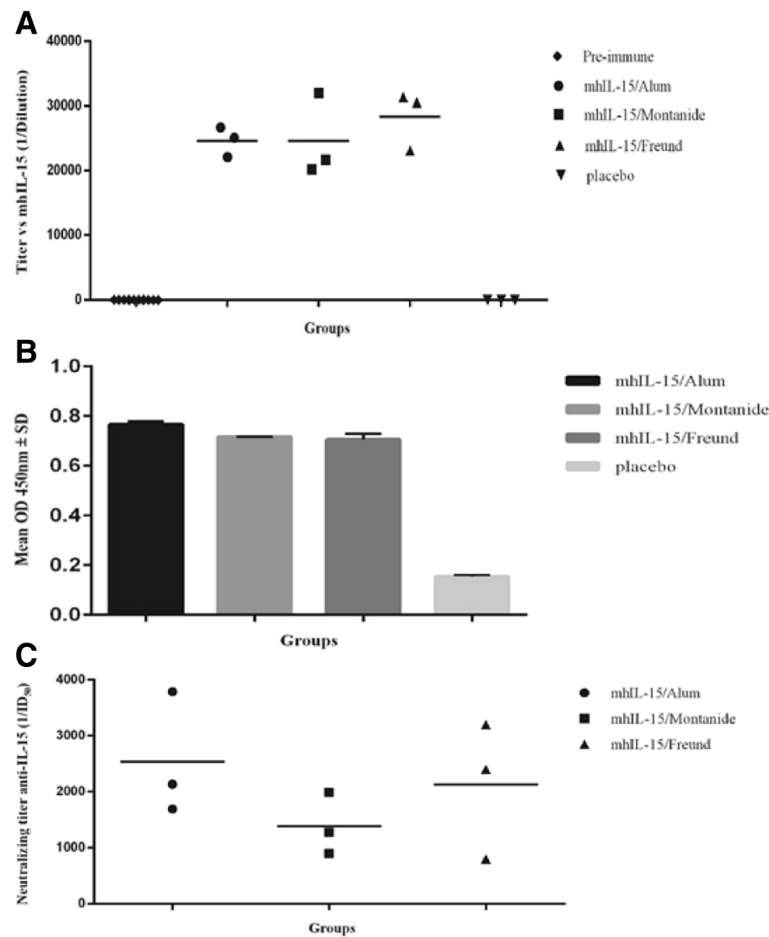 A
Titer vs mhIL-15 (1/Dilution)
40000
30000
20000
10000
0
Groups
Pre-immune
mhIL-15/Alum
mhIL-15/Montanide
mhIL-15/Freund
placebo
B
Mean OD 450nm ± SD
1.0
0.8
0.6
0.4
0.2
0.0
Groups
mhIL-15/Alum
mhIL-15/Montanide
mhIL-15/Freund
placebo
C
Neutralizing titer anti-IL-15 (1/ID50)
4000
3000
2000
1000
0
Groups
mhIL-15/Alum
mhIL-15/Montanide
mhIL-15/Freund